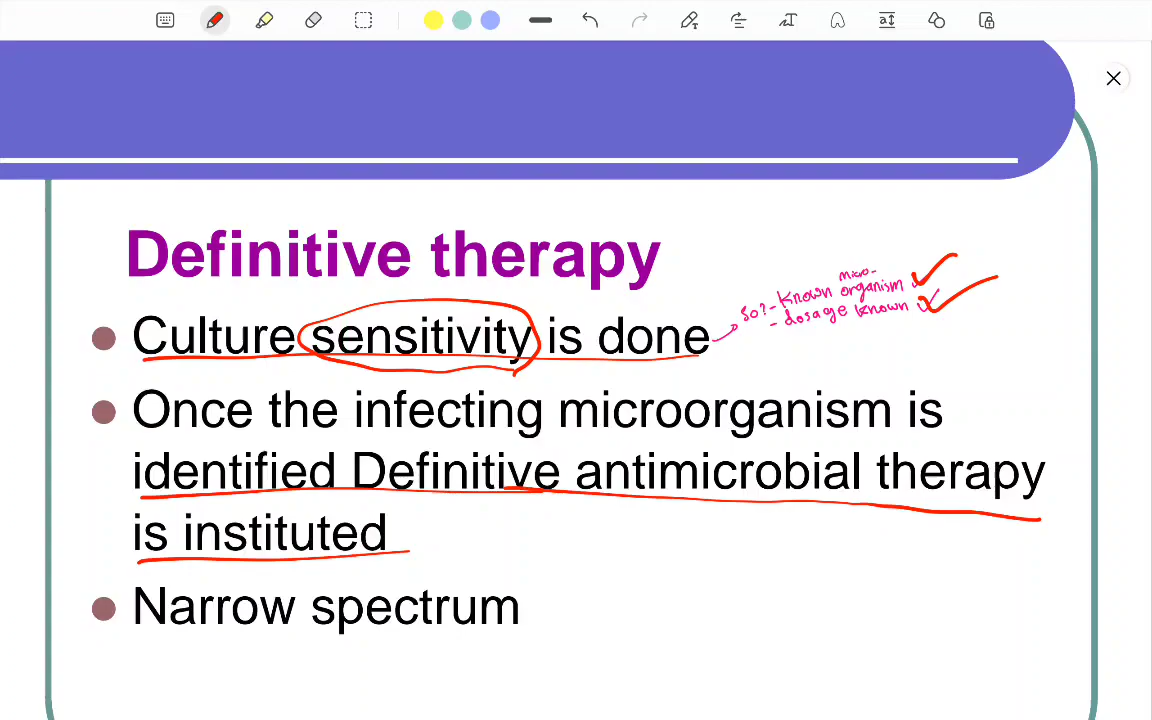 Definitive therapy
Culture sensitivity is done
So? - Known micro-organism
- dosage known
Once the infecting microorganism is
identified Definitive antimicrobial therapy
is instituted
Narrow spectrum